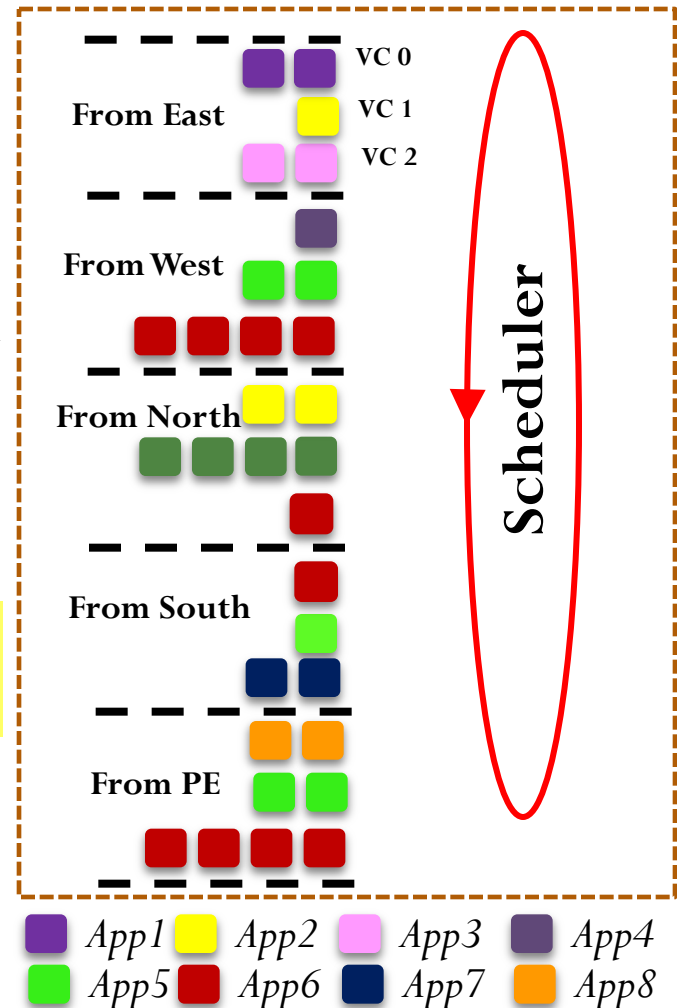 VC 0
From East
VC 1
VC 2
From West
From North
Scheduler
From South
From PE
App1 App2 App3 App4
App5 App6 App7 App8